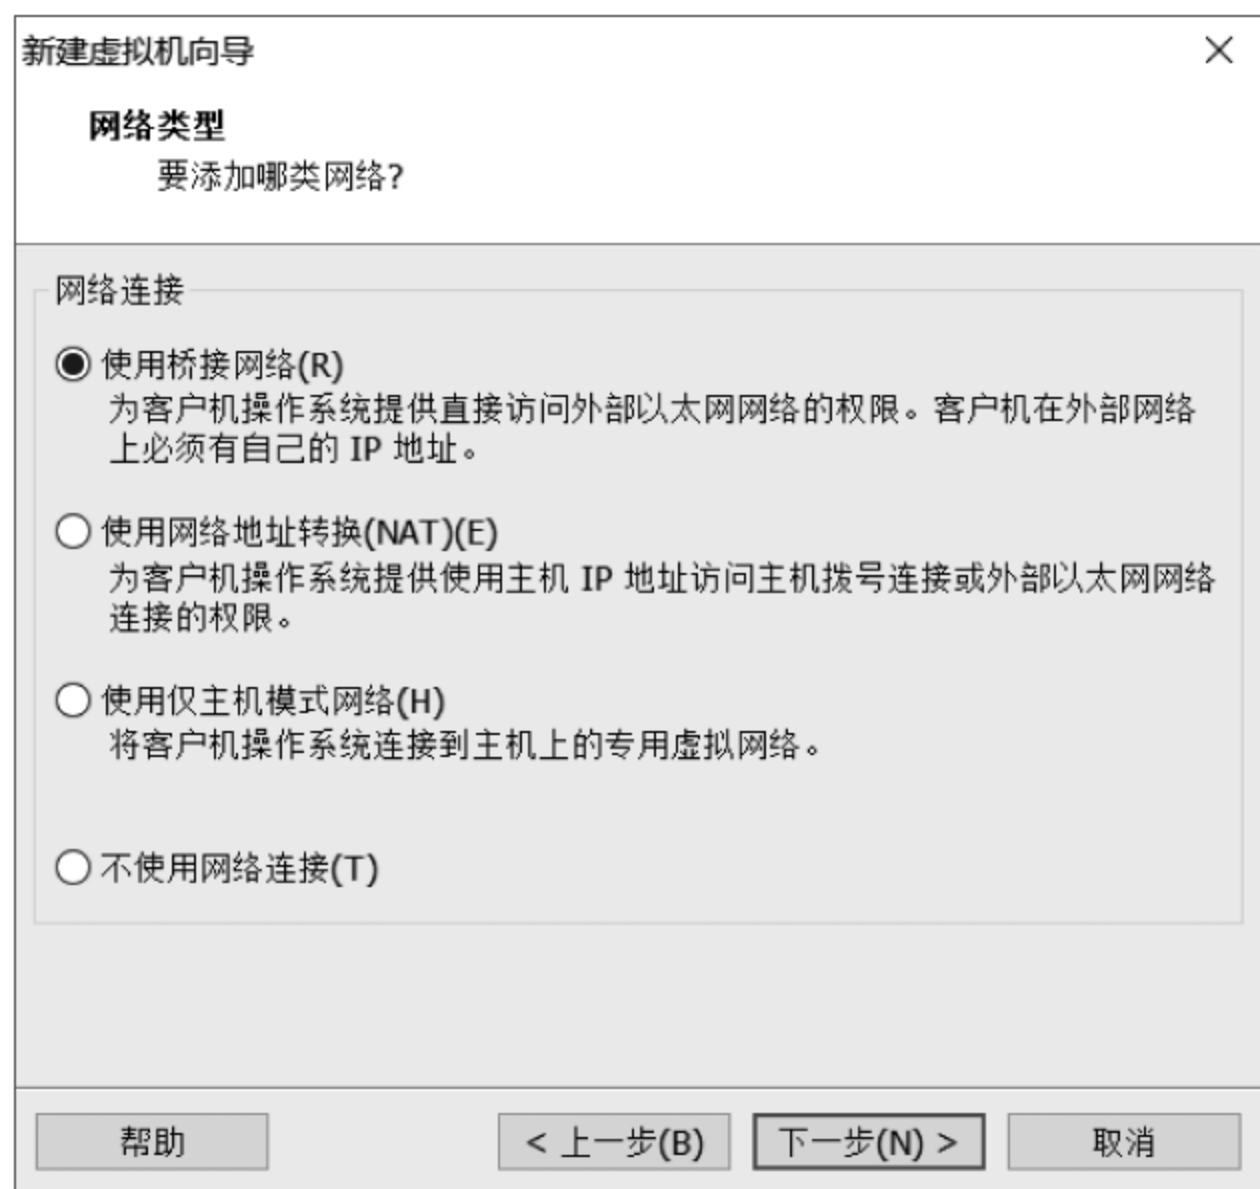 新建虚拟机向导
网络类型
要添加哪类网络?
网络连接
使用桥接网络(R)
为客户机操作系统提供直接访问外部以太网网络的权限。客户机在外部网络
上必须有自己的 IP 地址。
使用网络地址转换(NAT)(E)
为客户机操作系统提供使用主机 IP 地址访问主机拨号连接或外部以太网网络
连接的权限。
使用仅主机模式网络(H)
将客户机操作系统连接到主机上的专用虚拟网络。
不使用网络连接(T)
帮助 < 上一步(B) 下一步(N) > 取消